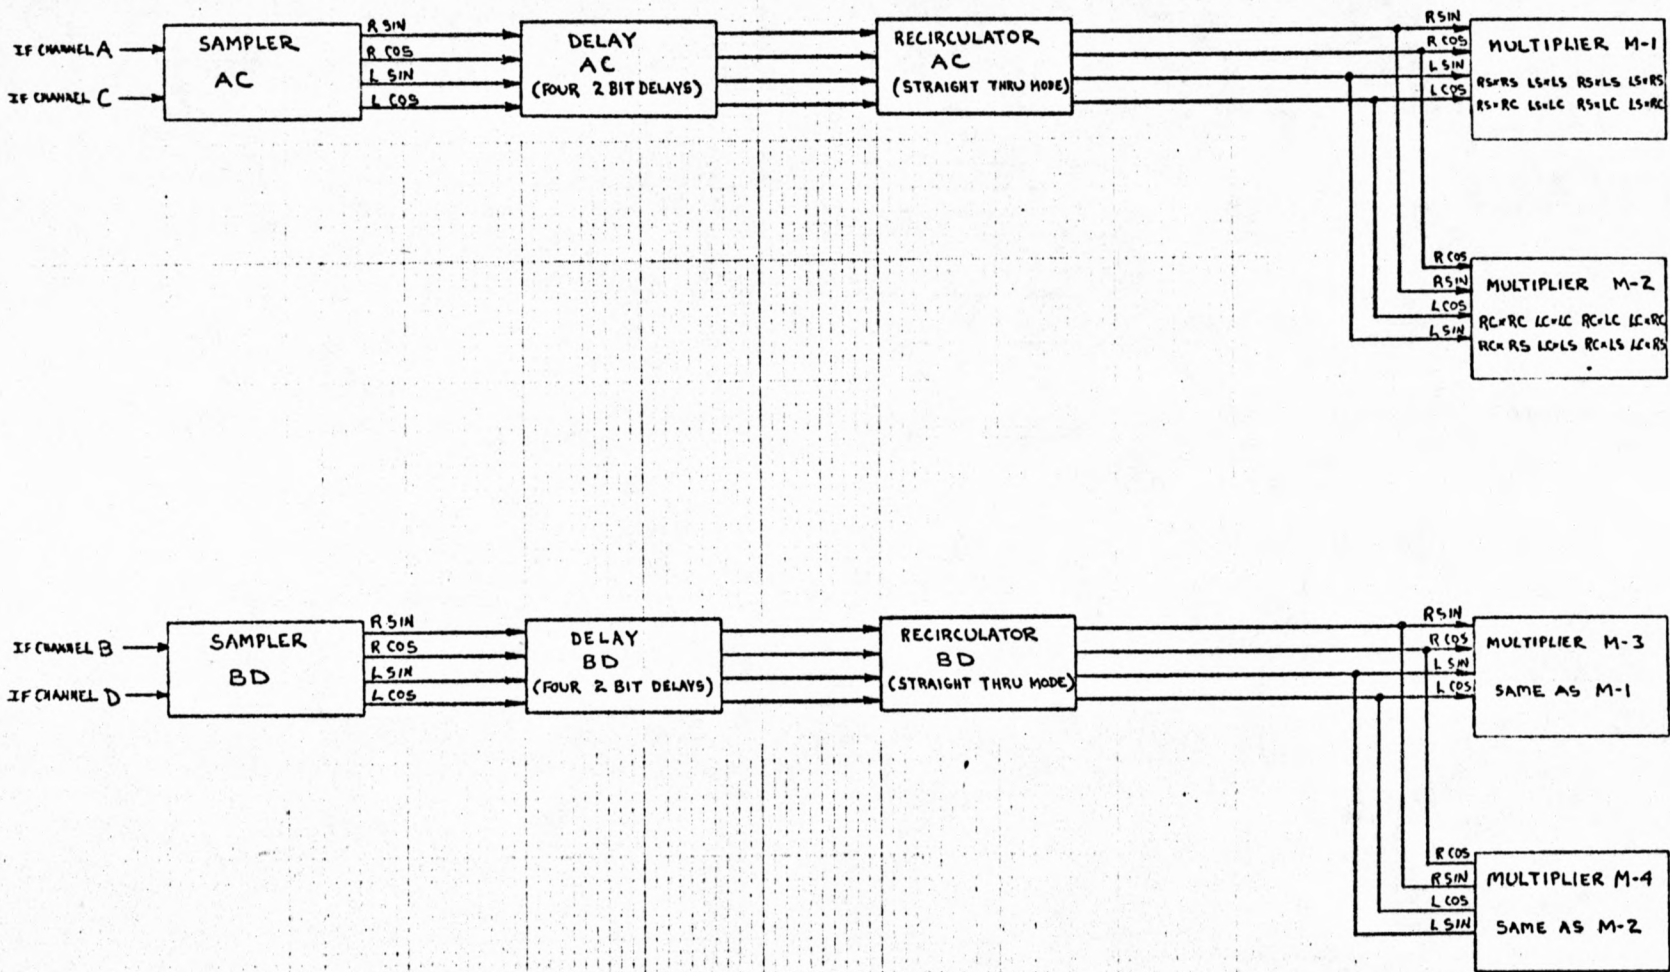 IF CHANNEL A
IF CHANNEL C
SAMPLER
AC
R SIN
R COS
L SIN
L COS
DELAY
AC
(FOUR 2 BIT DELAYS)
RECIRCULATOR
AC
(STRAIGHT THRU MODE)
R SIN
R COS
L SIN
L COS
MULTIPLIER M-1
RS×RS LS×LS RS×LS LS×RS
RS×RC LS×LC RS×LC LS×RC
R COS
R SIN
L COS
L SIN
MULTIPLIER M-2
RC×RC LC×LC RC×LC LC×RC
RC×RS LC×LS RC×LS LC×RS
IF CHANNEL B
IF CHANNEL D
SAMPLER
BD
R SIN
R COS
L SIN
L COS
DELAY
BD
(FOUR 2 BIT DELAYS)
RECIRCULATOR
BD
(STRAIGHT THRU MODE)
R SIN
R COS
L SIN
L COS
MULTIPLIER M-3
SAME AS M-1
R COS
R SIN
L COS
L SIN
MULTIPLIER M-4
SAME AS M-2